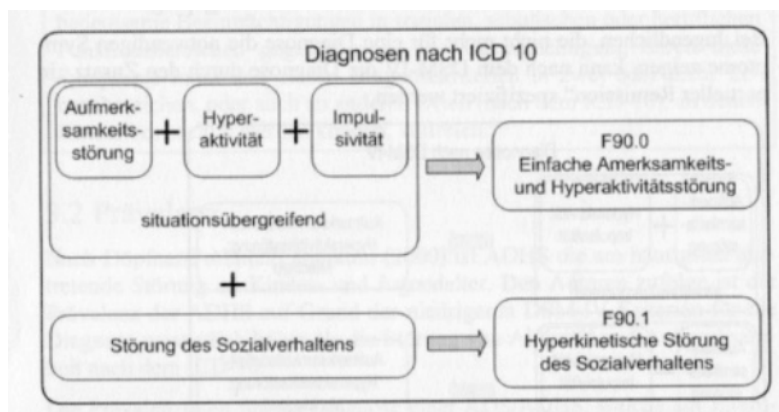 Diagnosen nach ICD 10
Aufmerk-
samkeits-
störung
+
Hyper-
aktivität
+
Impul-
sivität
situationsübergreifend
F90.0
Einfache Amerksamkeits-
und Hyperaktivitätsstörung
+
Störung des Sozialverhaltens
F90.1
Hyperkinetische Störung
des Sozialverhaltens